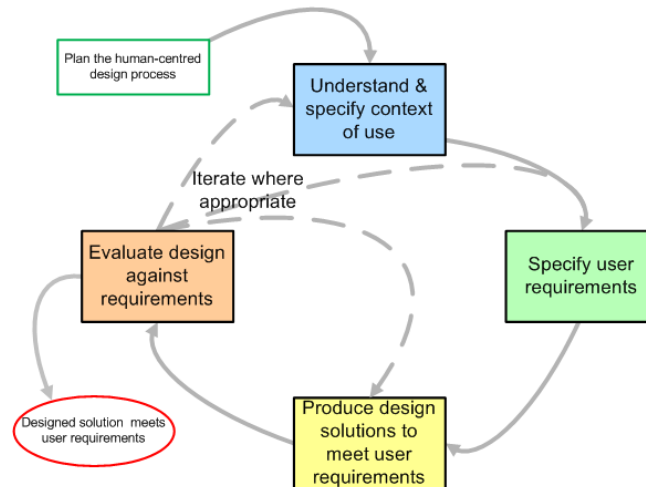 Plan the human-centred
design process
Understand &
specify context
of use
Iterate where
appropriate
Evaluate design
against
requirements
Specify user
requirements
Designed solution meets
user requirements
Produce design
solutions to
meet user
requirements